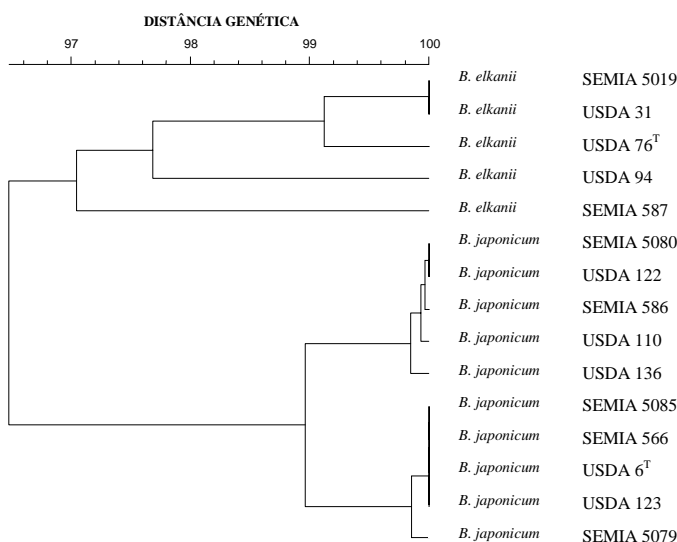 DISTÂNCIA GENÉTICA
97 98 99 100
B. elkanii SEMIA 5019
B. elkanii USDA 31
B. elkanii USDA 76ᵀ
B. elkanii USDA 94
B. elkanii SEMIA 587
B. japonicum SEMIA 5080
B. japonicum USDA 122
B. japonicum SEMIA 586
B. japonicum USDA 110
B. japonicum USDA 136
B. japonicum SEMIA 5085
B. japonicum SEMIA 566
B. japonicum USDA 6ᵀ
B. japonicum USDA 123
B. japonicum SEMIA 5079